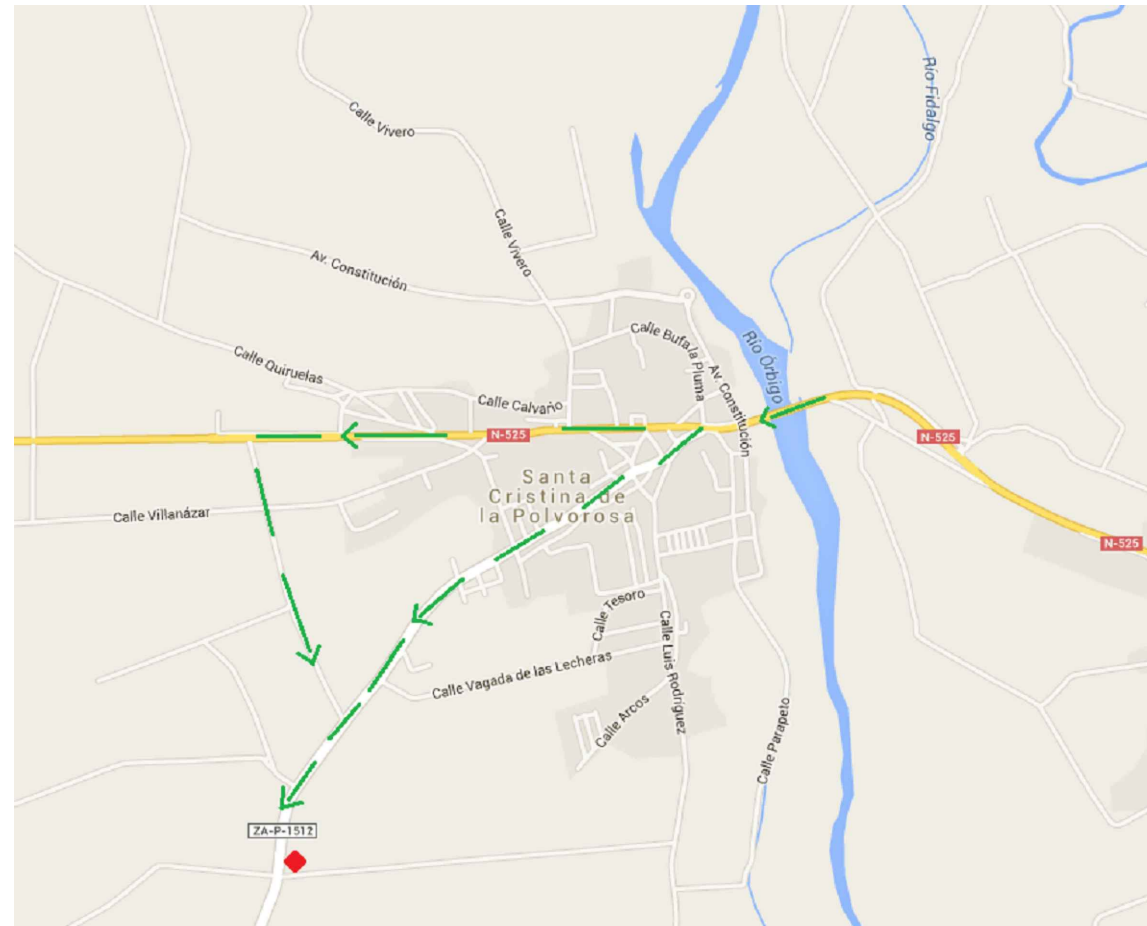 Río Fidalgo
Calle Vivero
Calle Vivero
Av. Constitución
Calle Bufa la Pluma
Río Órbigo
Calle Quiruelas
Av. Constitución
Calle Calvario
N-525
N-525
Santa
Cristina de
la Polvorosa
Calle Villanázar
N-525
Calle Tesoro
Calle Luis Rodríguez
Calle Vagada de las Lecheras
Calle Arcos
Calle Parapeto
ZA-P-1512